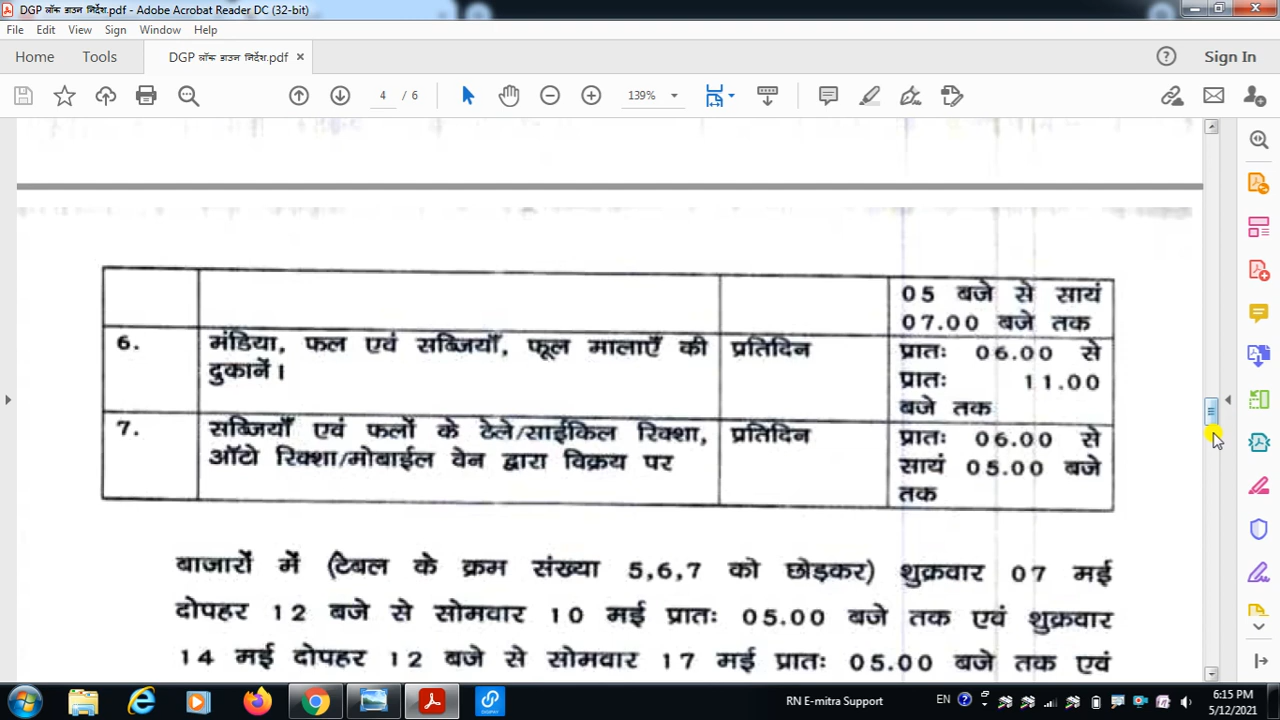 DGP लॉक डाउन निर्देश.pdf - Adobe Acrobat Reader DC (32-bit)
File Edit View Sign Window Help
Home Tools DGP लॉक डाउन निर्देश.pdf × Sign In
4 / 6 139%
05 बजे से सायं
07.00 बजे तक
6. मंडिया, फल एवं सब्जियाँ, फूल मालाएँ की प्रतिदिन प्रातः 06.00 से
दुकानें। प्रातः 11.00
बजे तक
7. सब्जियाँ एवं फलों के ठेले/साईकिल रिक्शा, प्रतिदिन प्रातः 06.00 से
ऑटो रिक्शा/मोबाईल वेन द्वारा विक्रय पर सायं 05.00 बजे
तक
बाजारों में (टेबल के क्रम संख्या 5,6,7 को छोड़कर) शुक्रवार 07 मई
दोपहर 12 बजे से सोमवार 10 मई प्रातः 05.00 बजे तक एवं शुक्रवार
14 मई दोपहर 12 बजे से सोमवार 17 मई प्रातः 05.00 बजे तक एवं
RN E-mitra Support EN 6:15 PM
5/12/2021